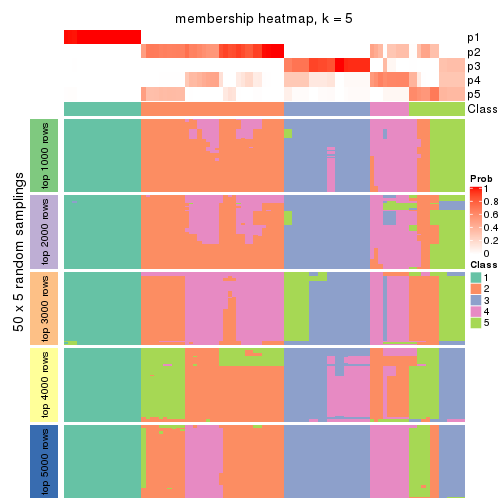 membership heatmap, k = 5
p1
p2
p3
p4
p5
Class
50 x 5 random samplings
top 1000 rows
top 2000 rows
top 3000 rows
top 4000 rows
top 5000 rows
Prob
1
0.8
0.6
0.4
0.2
0
Class
1
2
3
4
5